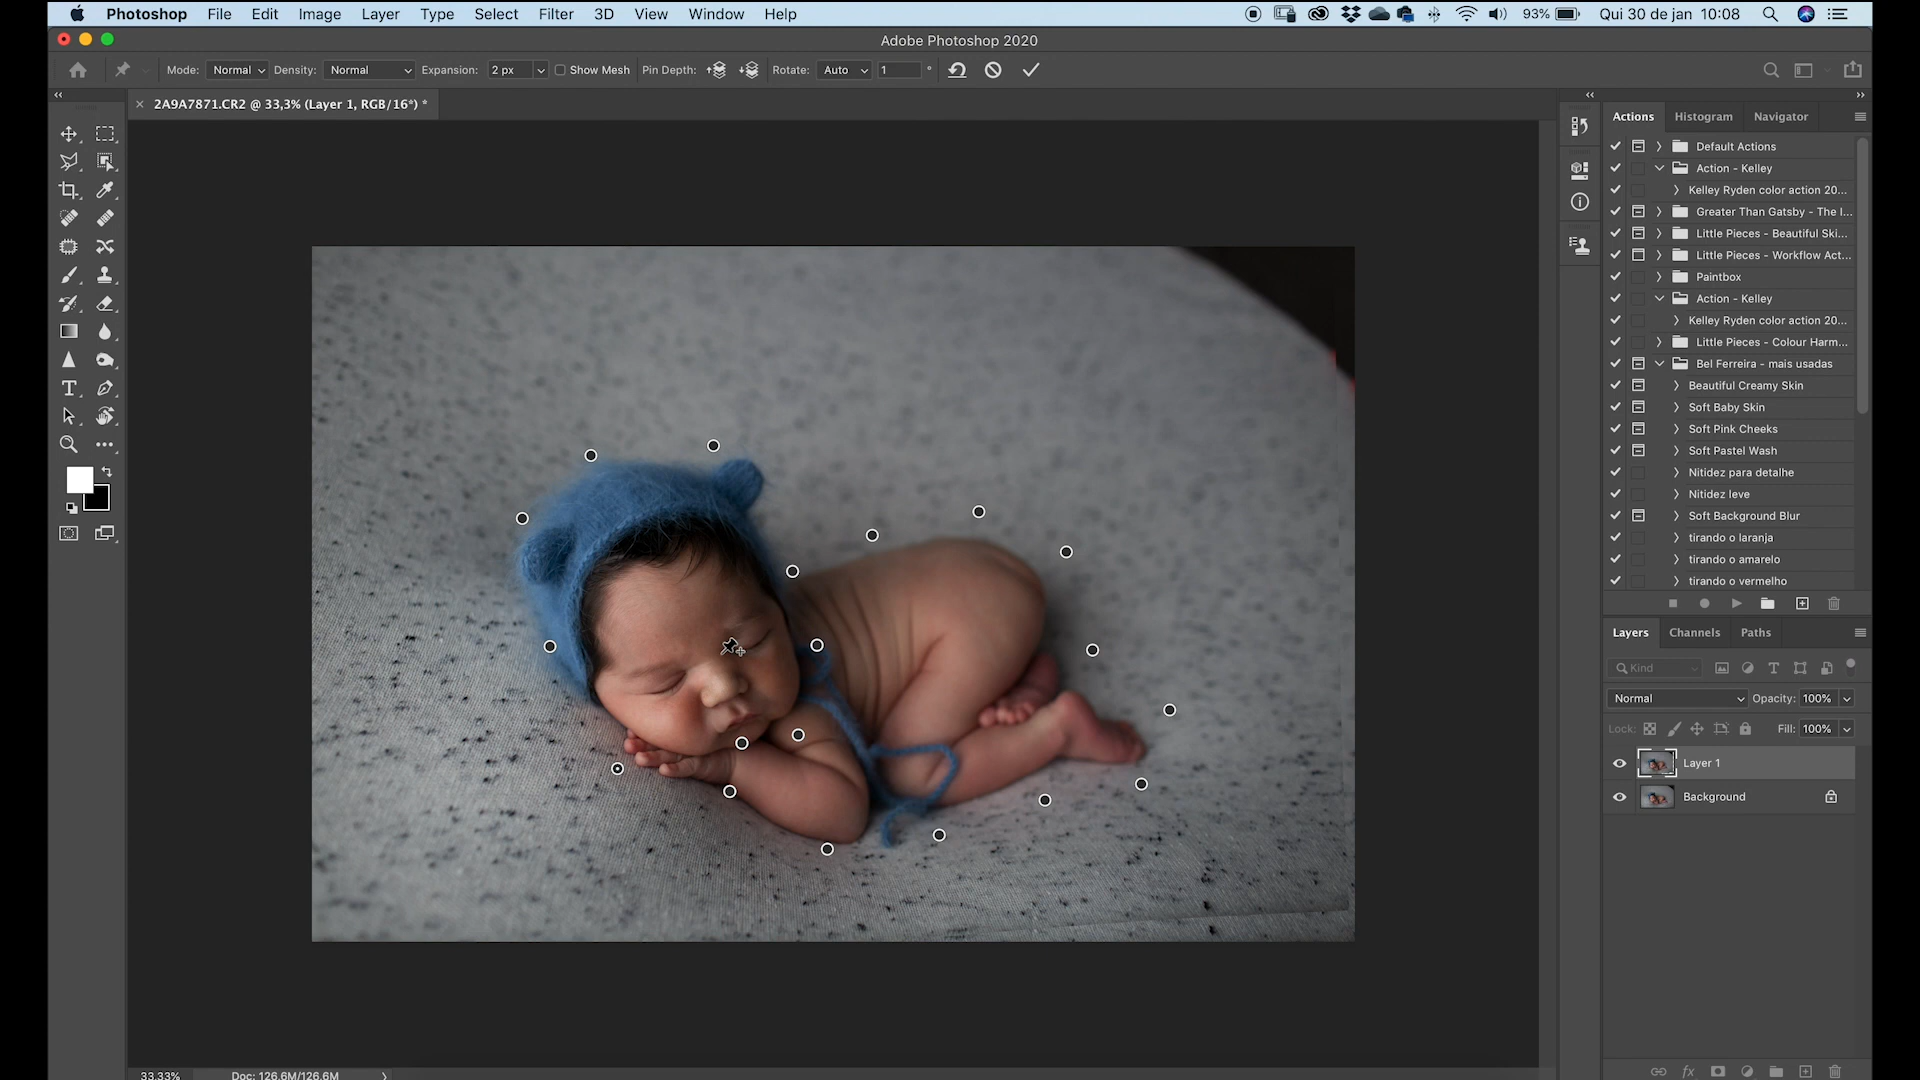 Photoshop File Edit Image Layer Type Select Filter 3D View Window Help 93% Qui 30 de jan 10:08
Adobe Photoshop 2020
Mode: Normal Density: Normal Expansion: 2 px Show Mesh Pin Depth: Rotate: Auto 1 °
2A9A7871.CR2 @ 33,3% (Layer 1, RGB/16*) *
Actions Histogram Navigator
Default Actions
Action - Kelley
Kelley Ryden color action 20...
Greater Than Gatsby - The I...
Little Pieces - Beautiful Ski...
Little Pieces - Workflow Act...
Paintbox
Action - Kelley
Kelley Ryden color action 20...
Little Pieces - Colour Harm...
Bel Ferreira - mais usadas
Beautiful Creamy Skin
Soft Baby Skin
Soft Pink Cheeks
Soft Pastel Wash
Nitidez para detalhe
Nitidez leve
Soft Background Blur
tirando o laranja
tirando o amarelo
tirando o vermelho
Layers Channels Paths
Kind
Normal Opacity: 100%
Lock: Fill: 100%
Layer 1
Background
fx
33,33% Doc: 126,6M/126,6M